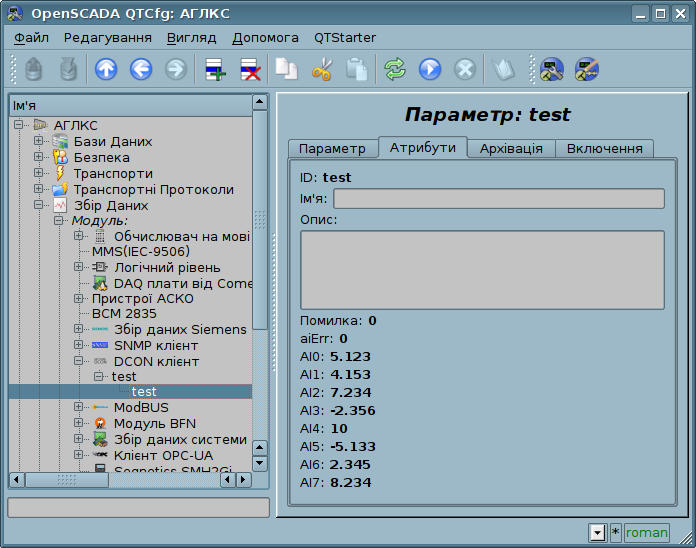 OpenSCADA QTCfg: АГЛКС
Файл Редагування Вигляд Допомога QTStarter
Ім'я
АГЛКС
Бази Даних
Безпека
Транспорти
Транспортні Протоколи
Збір Даних
Модуль:
Обчислювач на мові
MMS(IEC-9506)
Логічний рівень
DAQ плати від Come
Пристрої АСКО
BCM 2835
Збір даних Siemens
SNMP клієнт
DCON клієнт
test
test
ModBUS
Модуль BFN
Збір даних системи
Клієнт OPC-UA
Segnetics SMH2Gi
Параметр: test
Параметр Атрибути Архівація Включення
ID: test
Ім'я:
Опис:
Помилка: 0
aiErr: 0
AI0: 5.123
AI1: 4.153
AI2: 7.234
AI3: -2.356
AI4: 10
AI5: -5.133
AI6: 2.345
AI7: 8.234
* roman